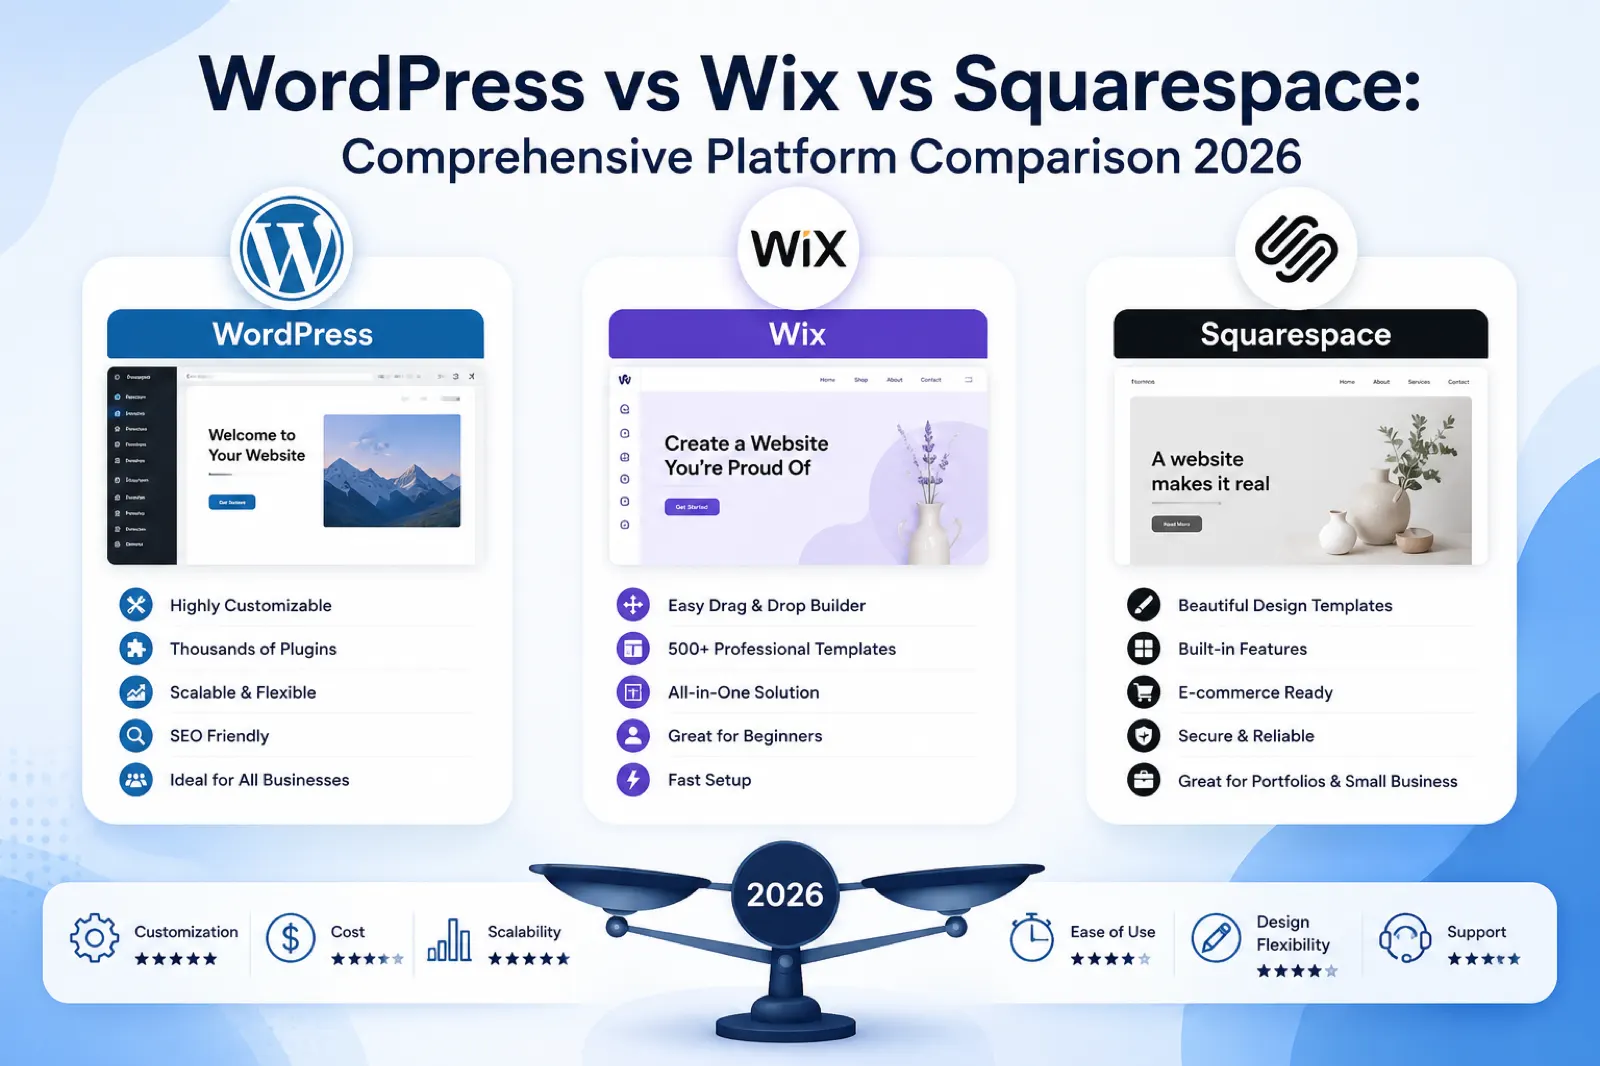 WordPress vs Wix vs Squarespace:
Comprehensive Platform Comparison 2026
W
WiX
WordPress
Wix
Squarespace
Welcome to
Your Website
Home Shop About Contact
Create a Website
You're Proud Of
Get Started
Home About Services Contact
A website
makes it real
Read More
Highly Customizable
Thousands of Plugins
Scalable & Flexible
SEO Friendly
Ideal for All Businesses
Easy Drag & Drop Builder
500+ Professional Templates
All-in-One Solution
Great for Beginners
Fast Setup
Beautiful Design Templates
Built-in Features
E-commerce Ready
Secure & Reliable
Great for Portfolios & Small Business
Customization
Cost
Scalability
2026
Ease of Use
Design
Flexibility
Support